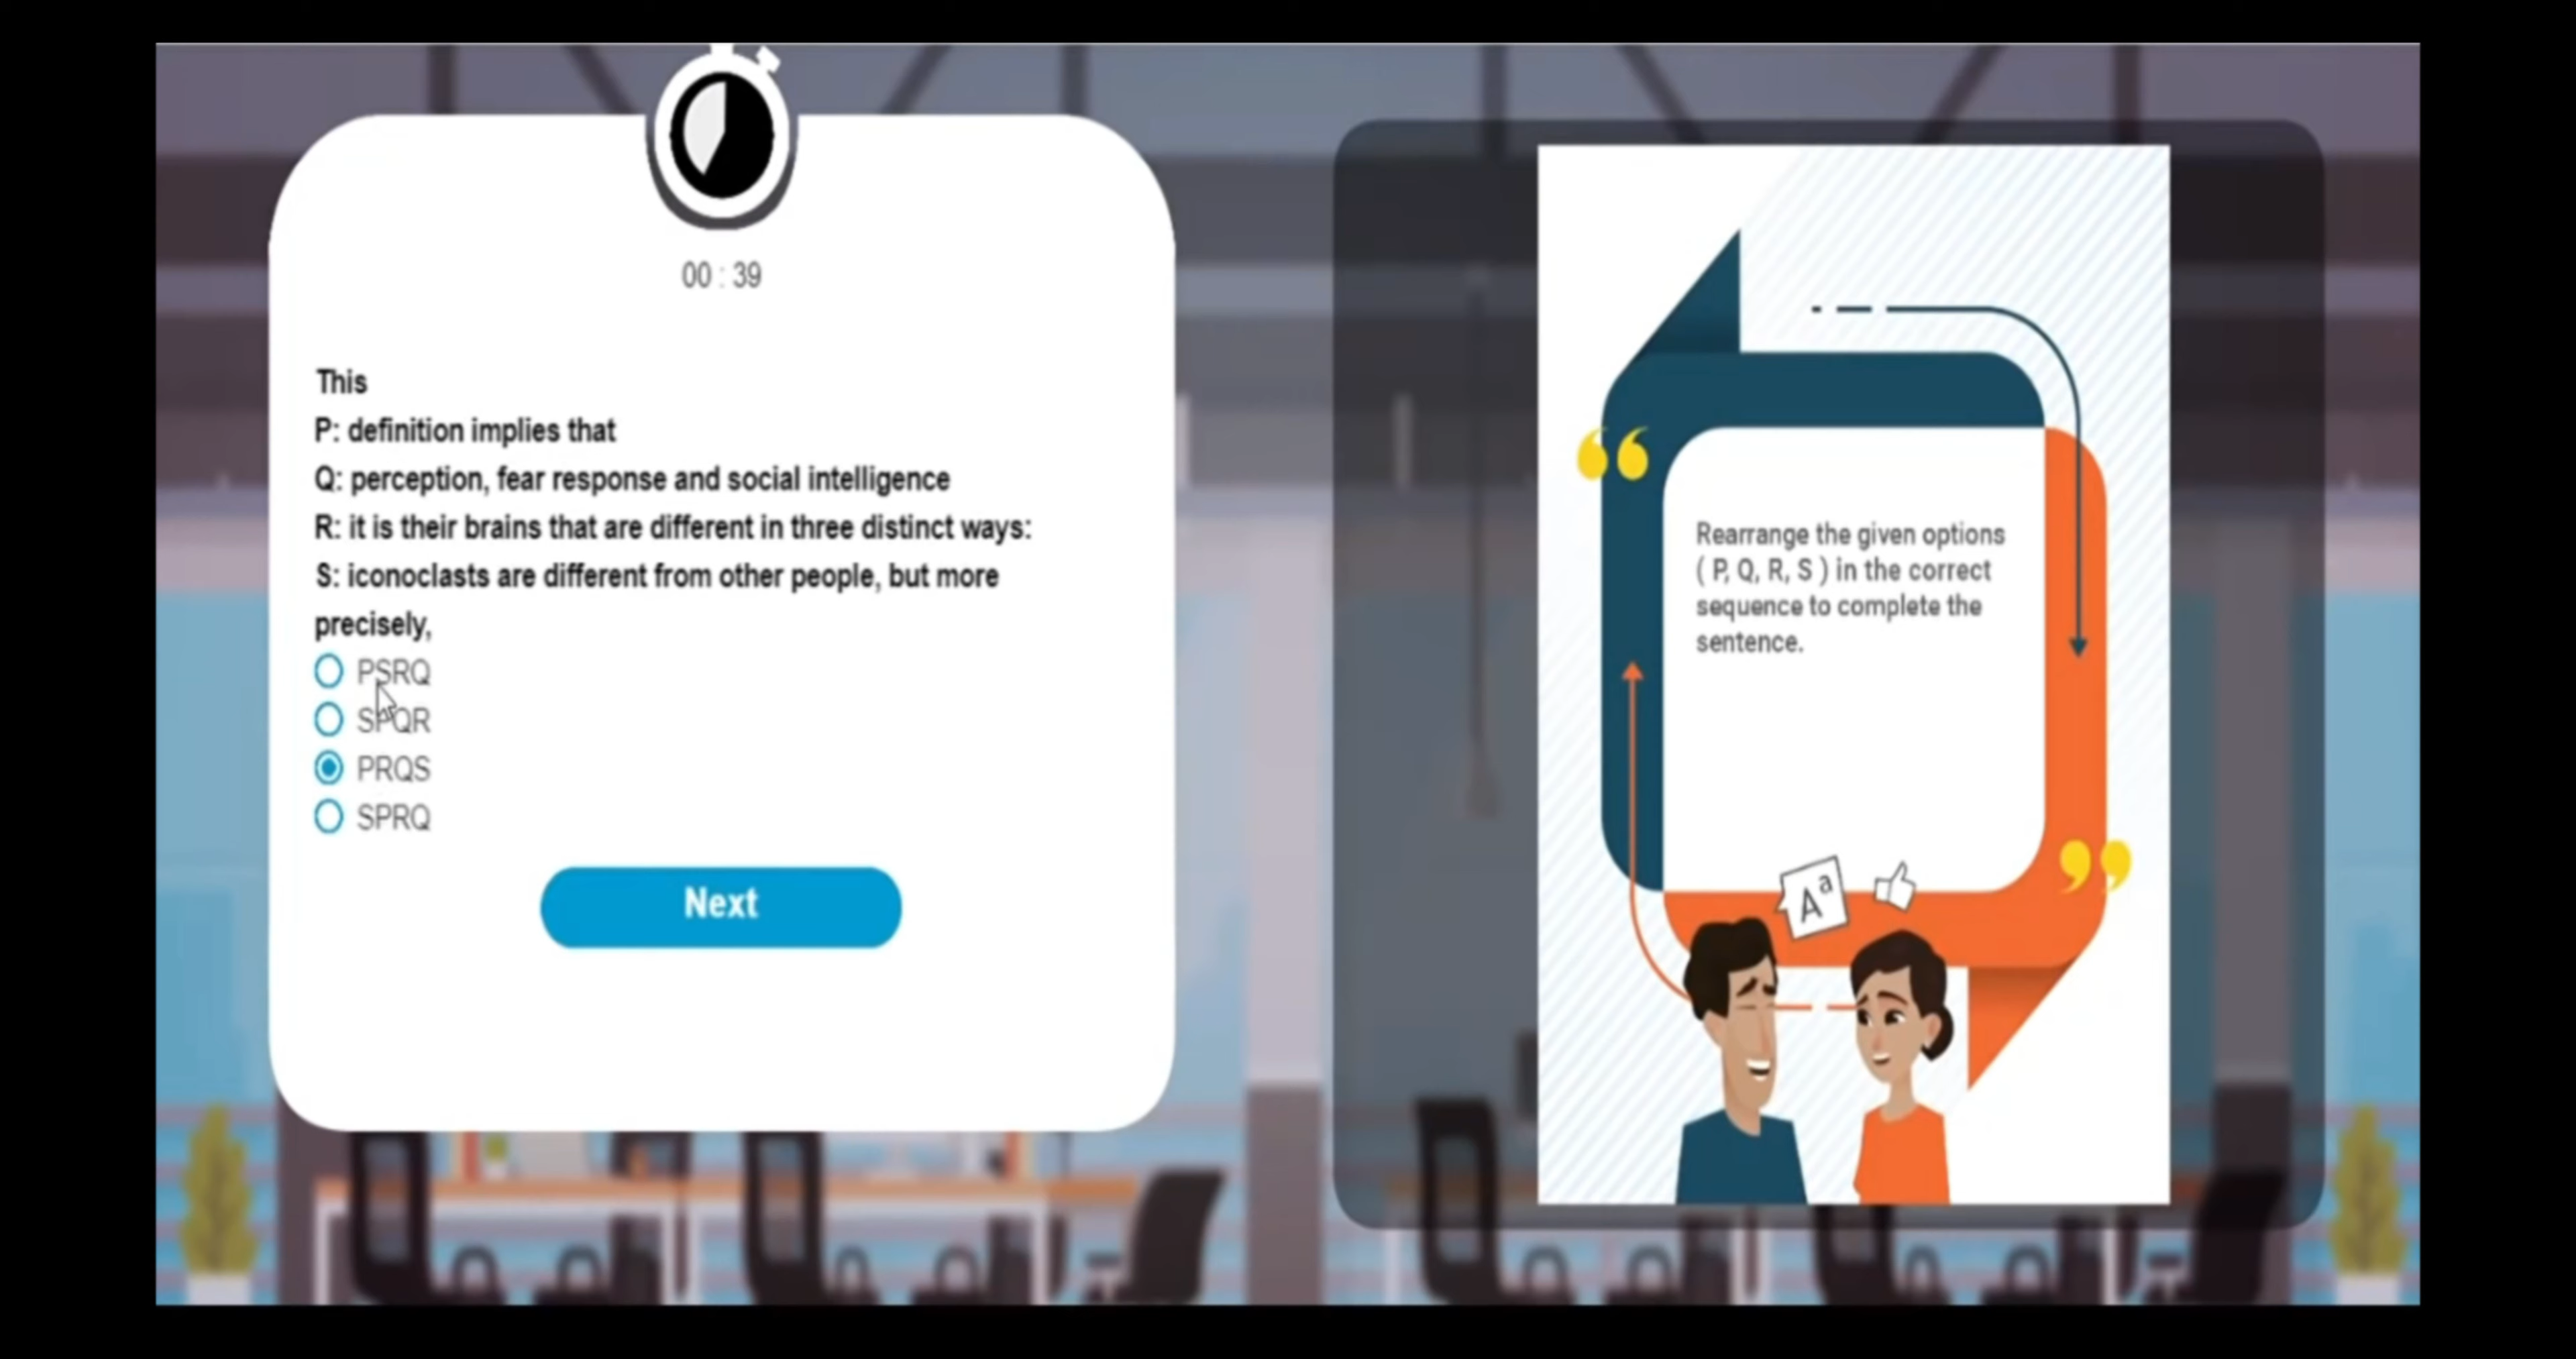 00 : 39
This
P: definition implies that
Q: perception, fear response and social intelligence
R: it is their brains that are different in three distinct ways:
S: iconoclasts are different from other people, but more
precisely,
PSRQ
SPQR
PRQS
SPRQ
Next
“
Rearrange the given options
( P, Q, R, S ) in the correct
sequence to complete the
sentence.
”
Aa